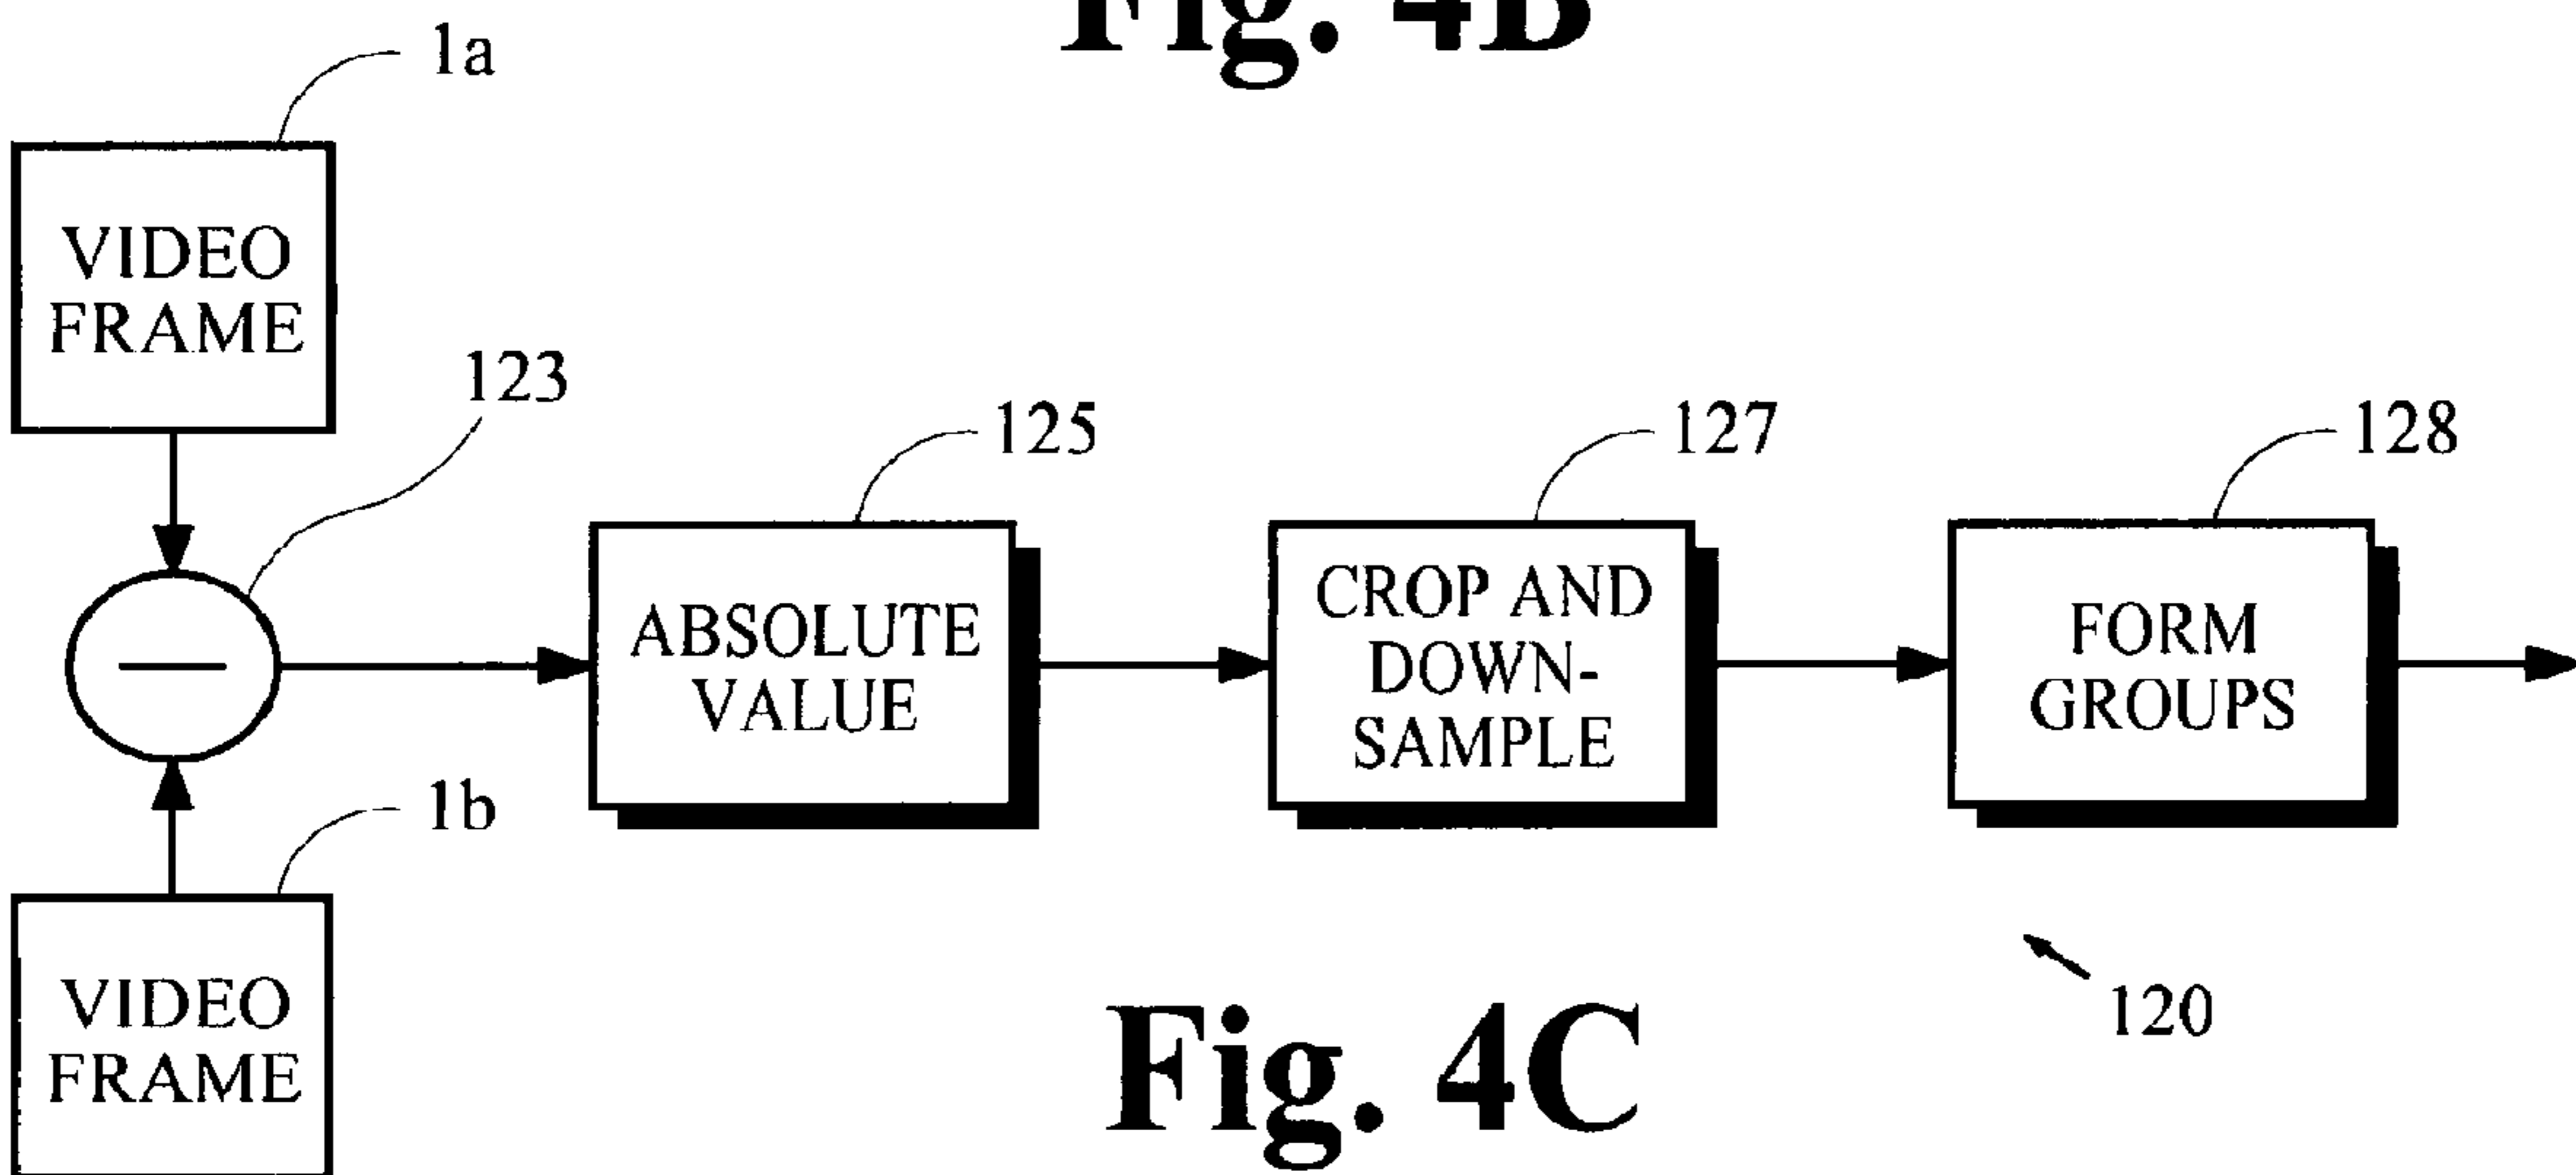 Fig. 4B
1a
VIDEO
FRAME
123
125
127
128
ABSOLUTE
VALUE
CROP AND
DOWN-
SAMPLE
FORM
GROUPS
1b
VIDEO
FRAME
120
Fig. 4C